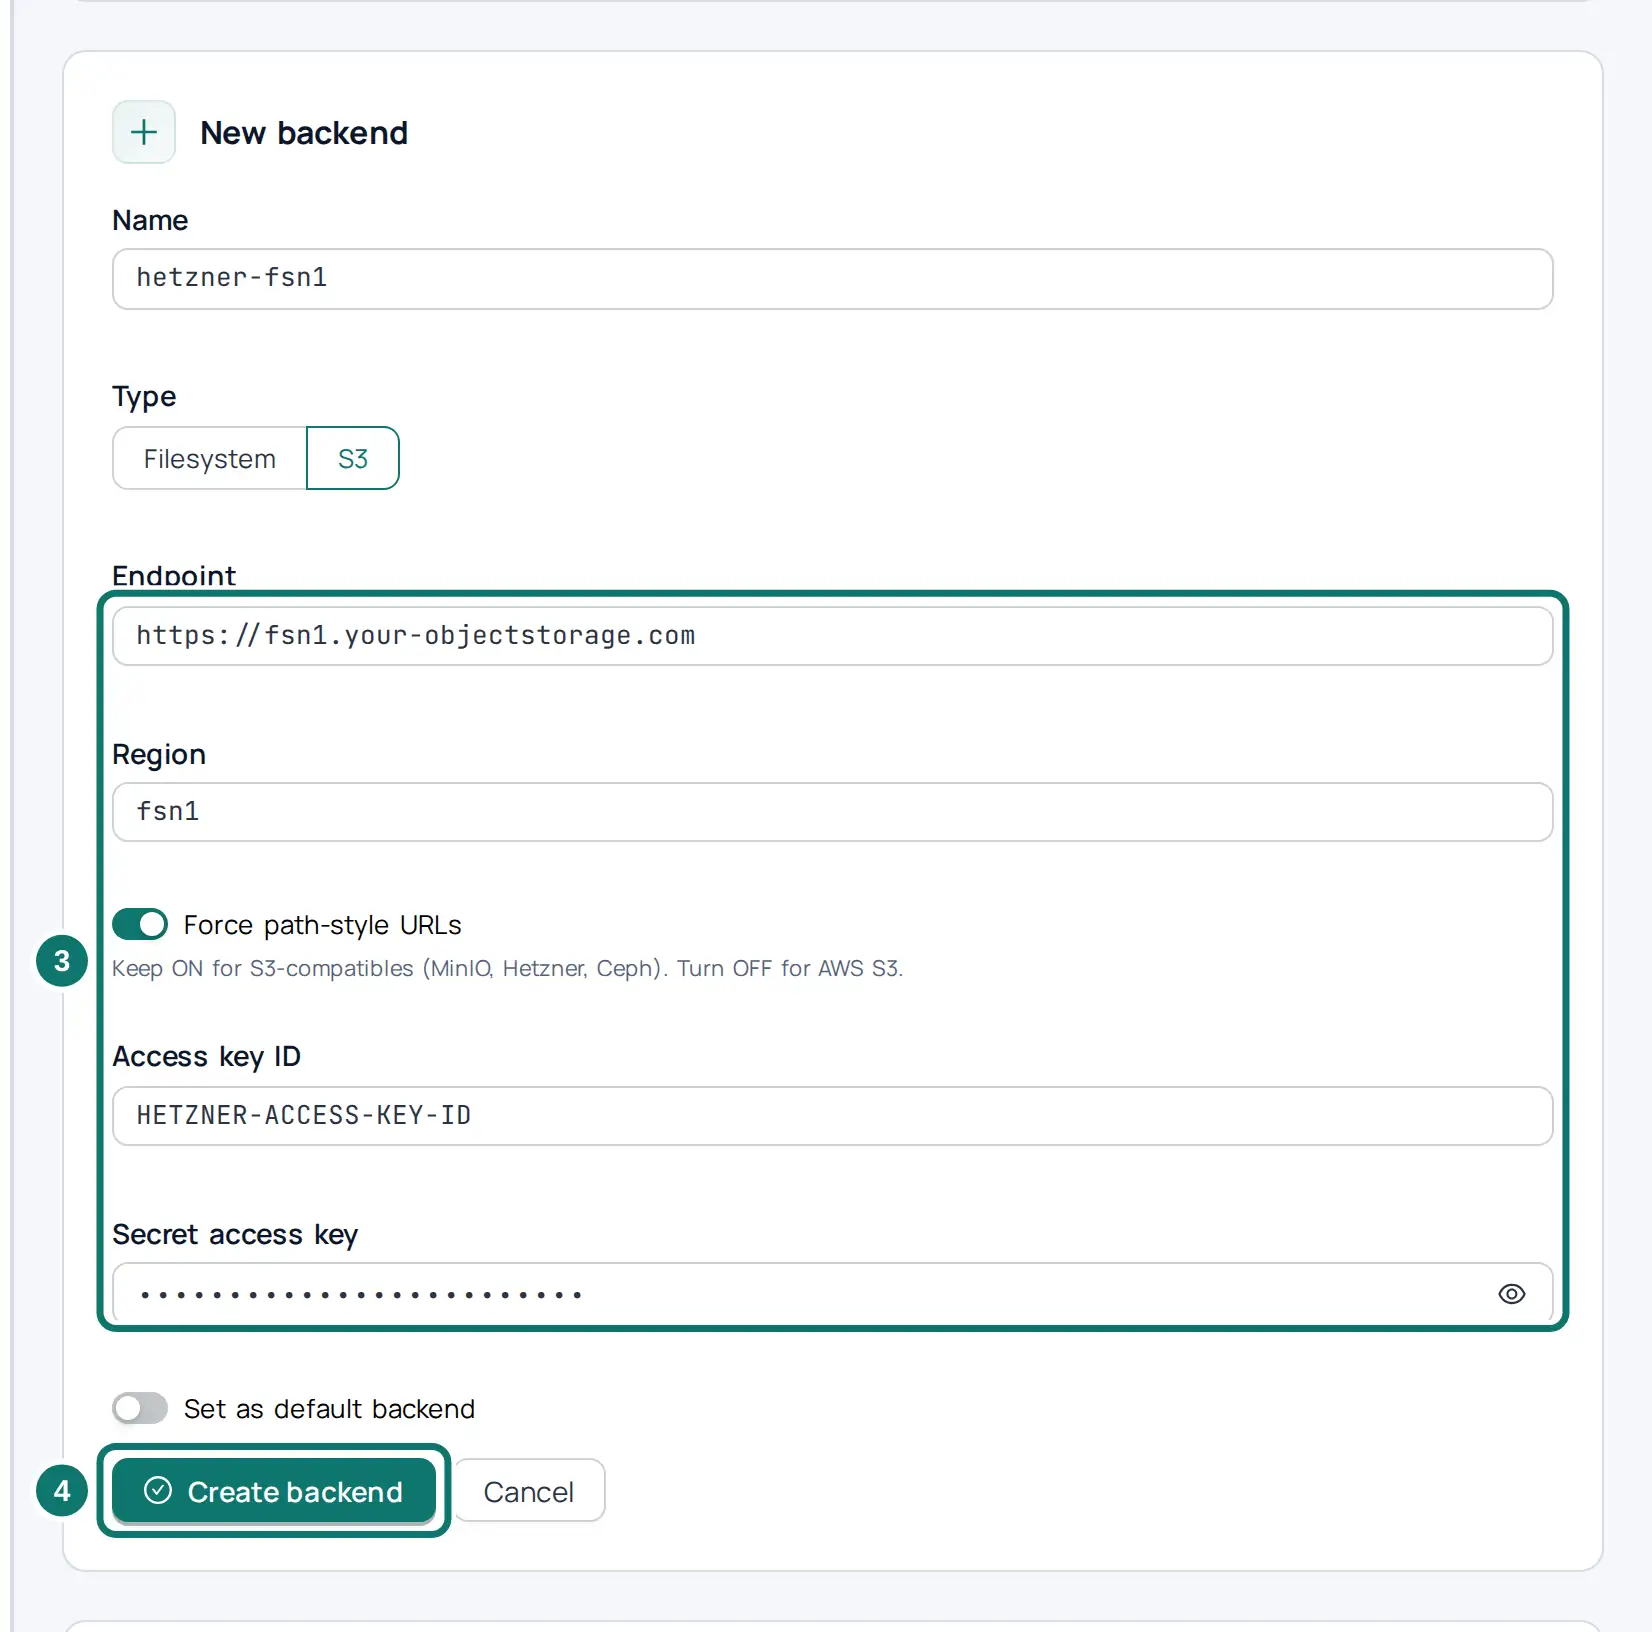 New backend
Name
hetzner-fsn1
Type
Filesystem
S3
Endpoint
https://fsn1.your-objectstorage.com
Region
fsn1
Force path-style URLs
3
Keep ON for S3-compatibles (MinIO, Hetzner, Ceph). Turn OFF for AWS S3.
Access key ID
HETZNER-ACCESS-KEY-ID
Secret access key
•••••••••••••••••••••••••
Set as default backend
4
Create backend
Cancel